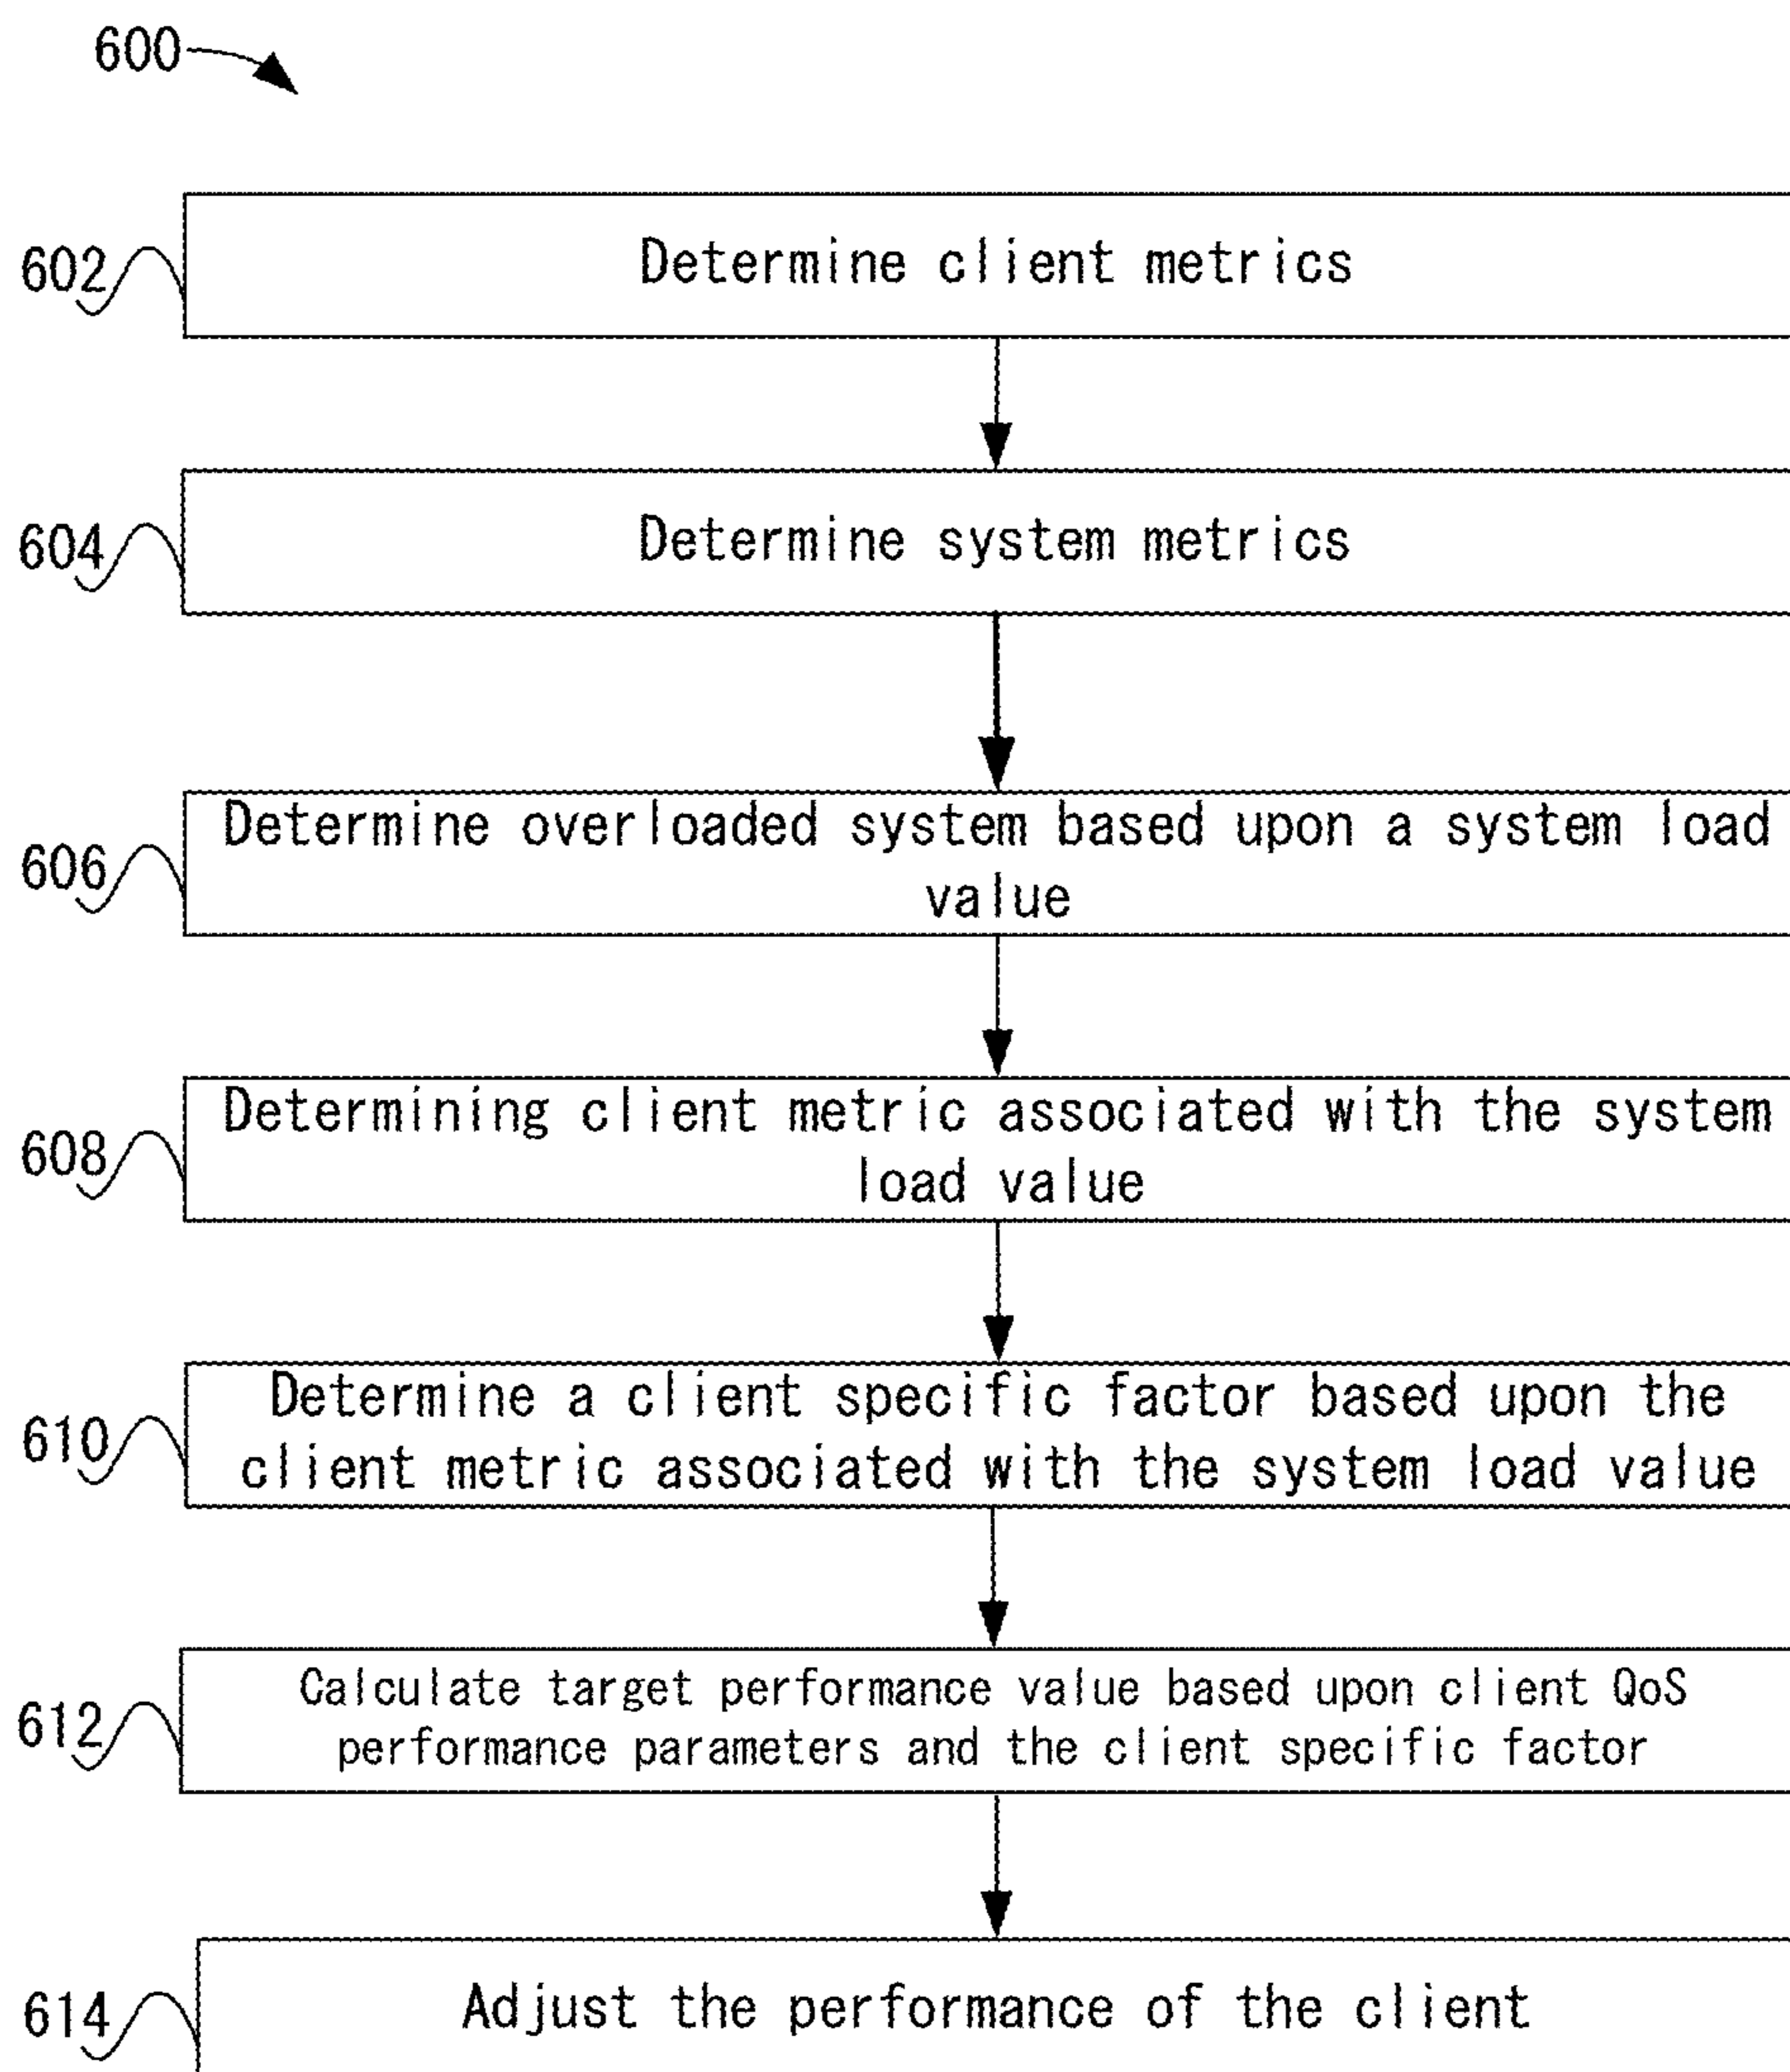 600
602
Determine client metrics
604
Determine system metrics
606
Determine overloaded system based upon a system load
value
608
Determining client metric associated with the system
load value
610
Determine a client specific factor based upon the
client metric associated with the system load value
612
Calculate target performance value based upon client QoS
performance parameters and the client specific factor
614
Adjust the performance of the client